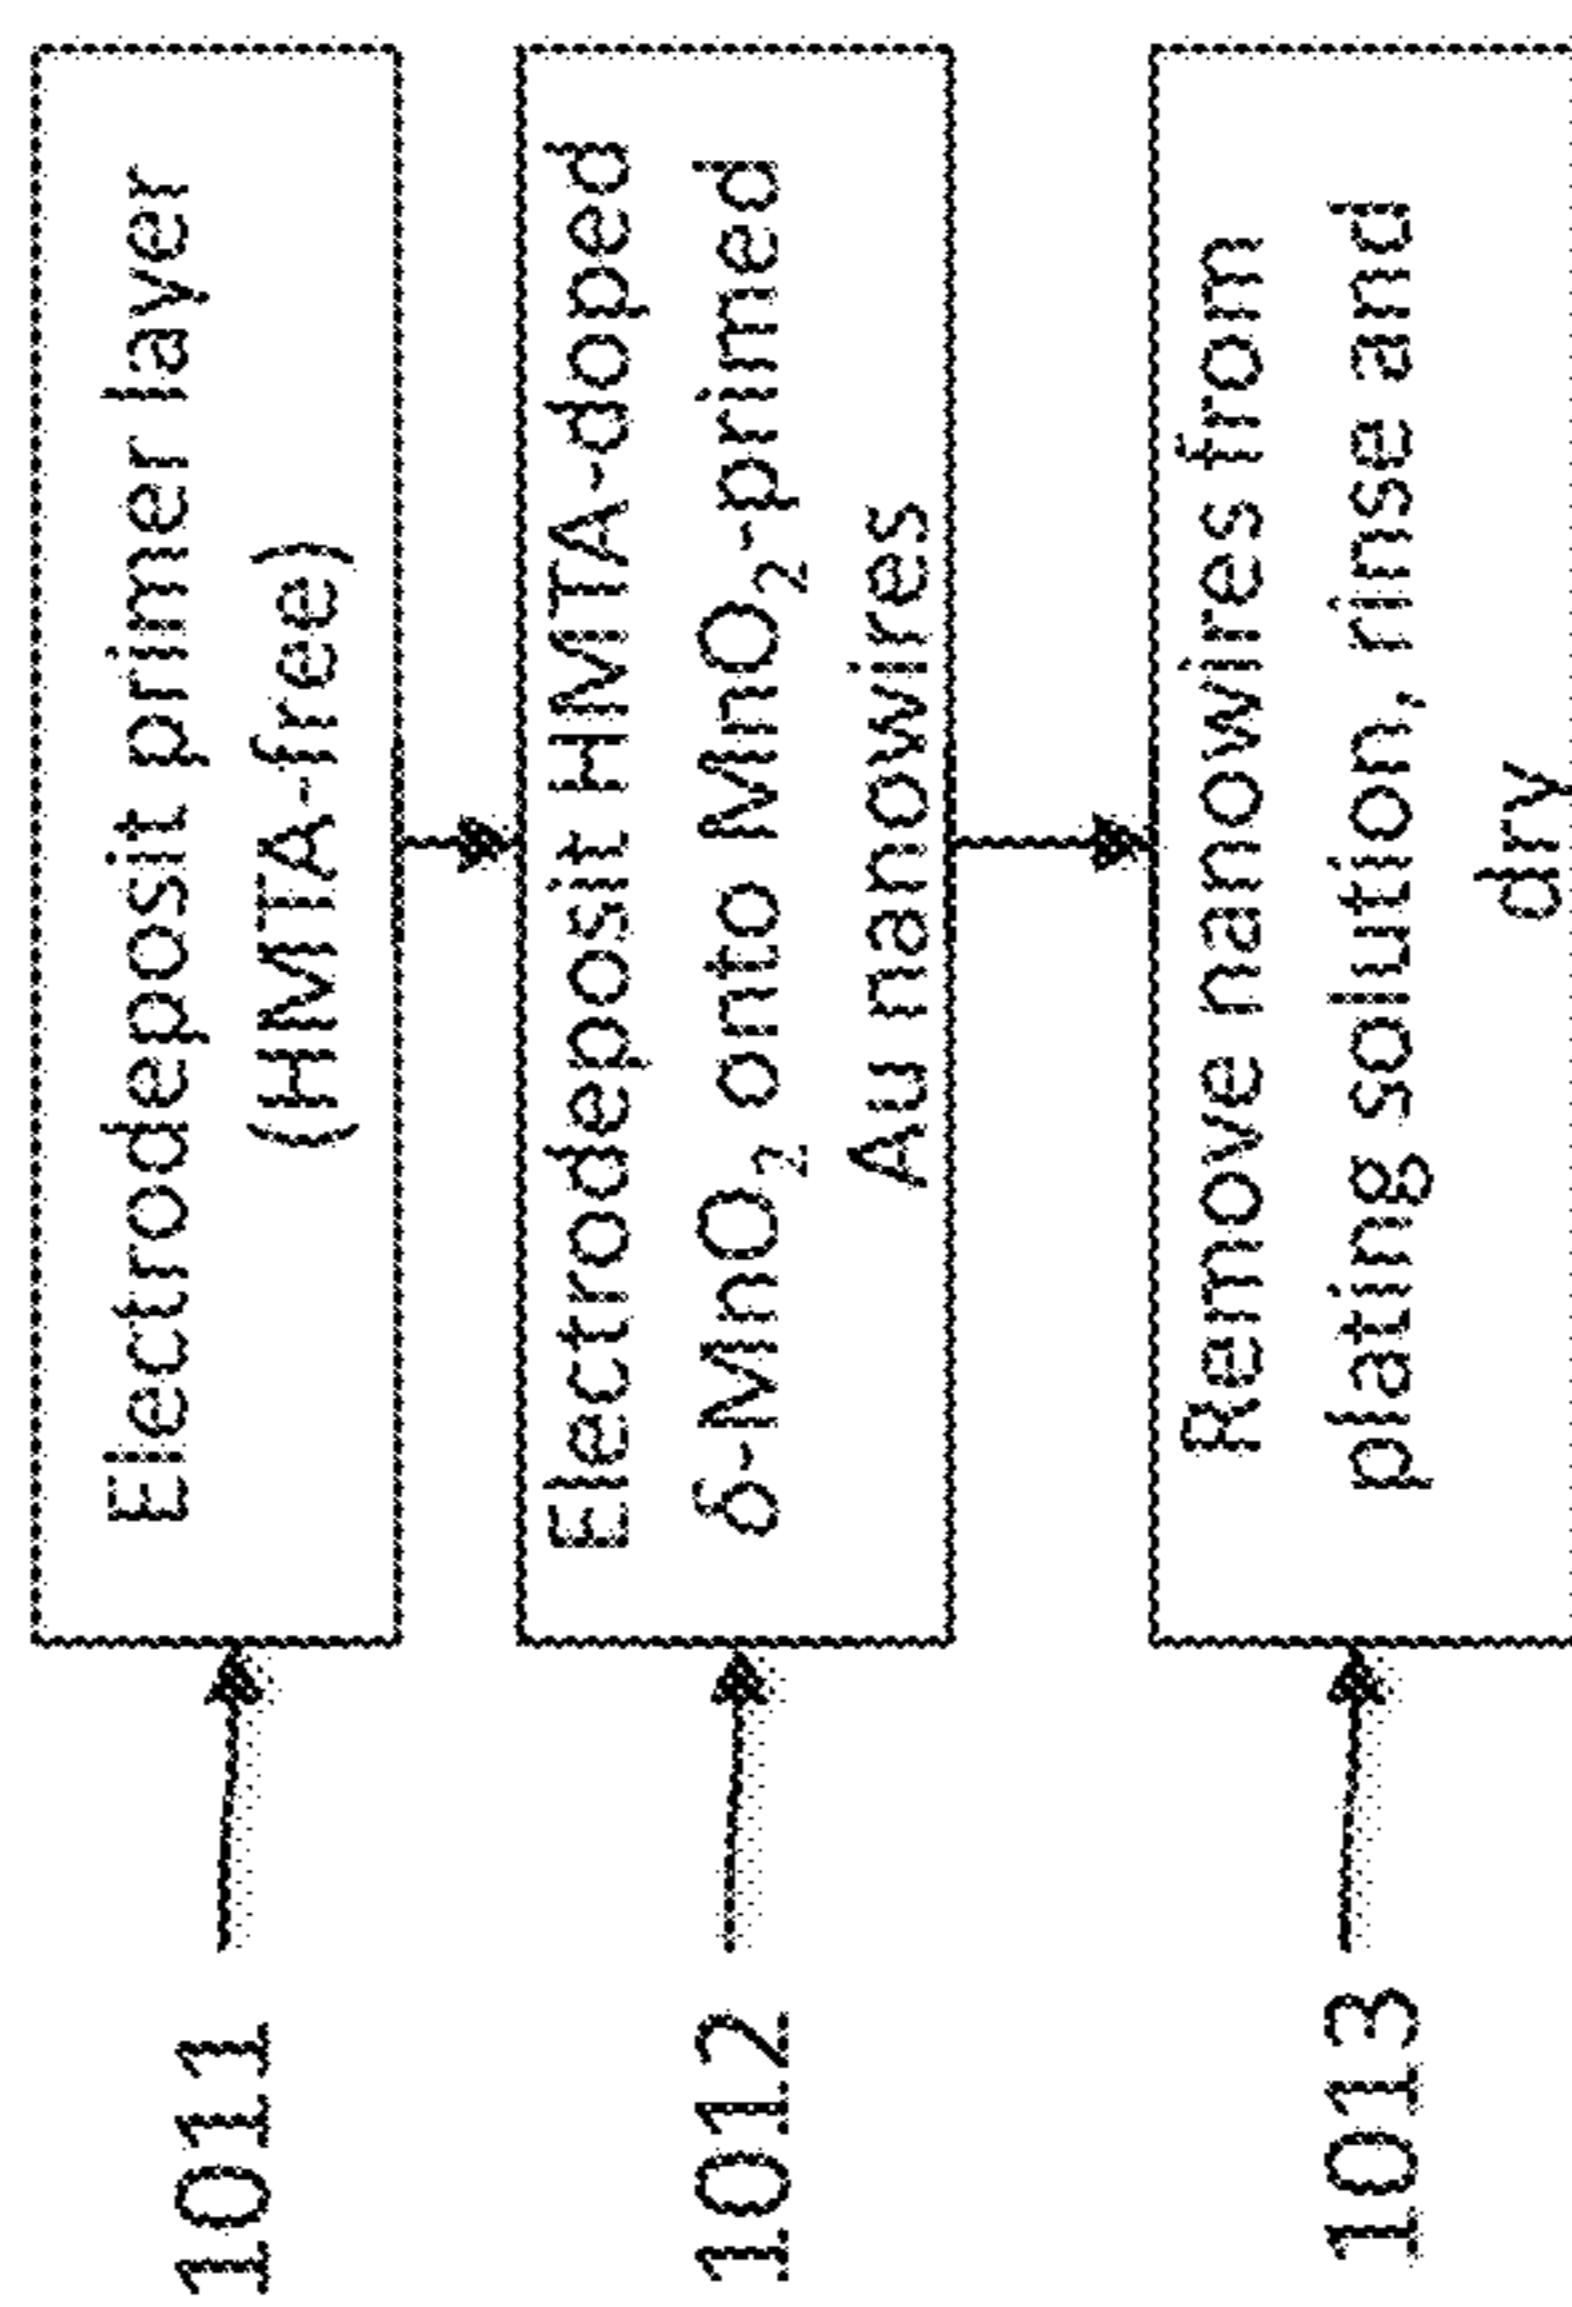 1011
Electrodeposit primer layer
(HMTA-free)
1012
Electrodeposit HMTA-doped
δ-MnO₂ onto MnO₂-primed
Au nanowires
1013
Remove nanowires from
plating solution, rinse and
dry